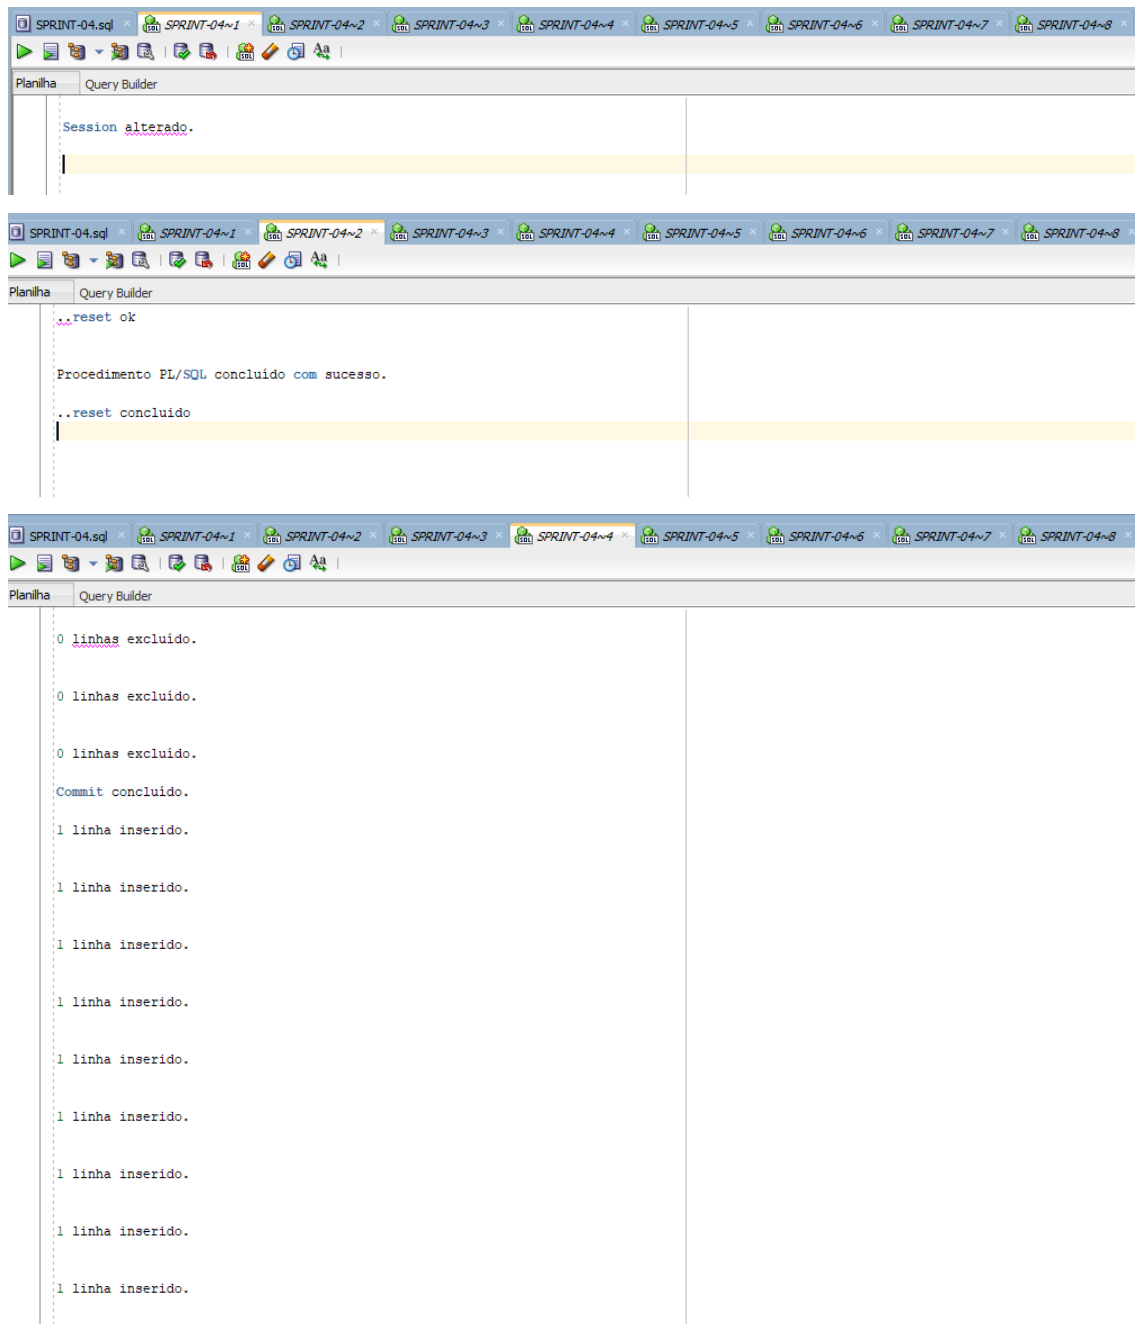 SPRINT-04.sql SPRINT-04~1 SPRINT-04~2 SPRINT-04~3 SPRINT-04~4 SPRINT-04~5 SPRINT-04~6 SPRINT-04~7 SPRINT-04~8
Aa
Planilha Query Builder
Session alterado.
SPRINT-04.sql SPRINT-04~1 SPRINT-04~2 SPRINT-04~3 SPRINT-04~4 SPRINT-04~5 SPRINT-04~6 SPRINT-04~7 SPRINT-04~8
Aa
Planilha Query Builder
..reset ok
Procedimento PL/SQL concluído com sucesso.
..reset concluido
SPRINT-04.sql SPRINT-04~1 SPRINT-04~2 SPRINT-04~3 SPRINT-04~4 SPRINT-04~5 SPRINT-04~6 SPRINT-04~7 SPRINT-04~8
Aa
Planilha Query Builder
0 linhas excluído.
0 linhas excluído.
0 linhas excluído.
Commit concluído.
1 linha inserido.
1 linha inserido.
1 linha inserido.
1 linha inserido.
1 linha inserido.
1 linha inserido.
1 linha inserido.
1 linha inserido.
1 linha inserido.